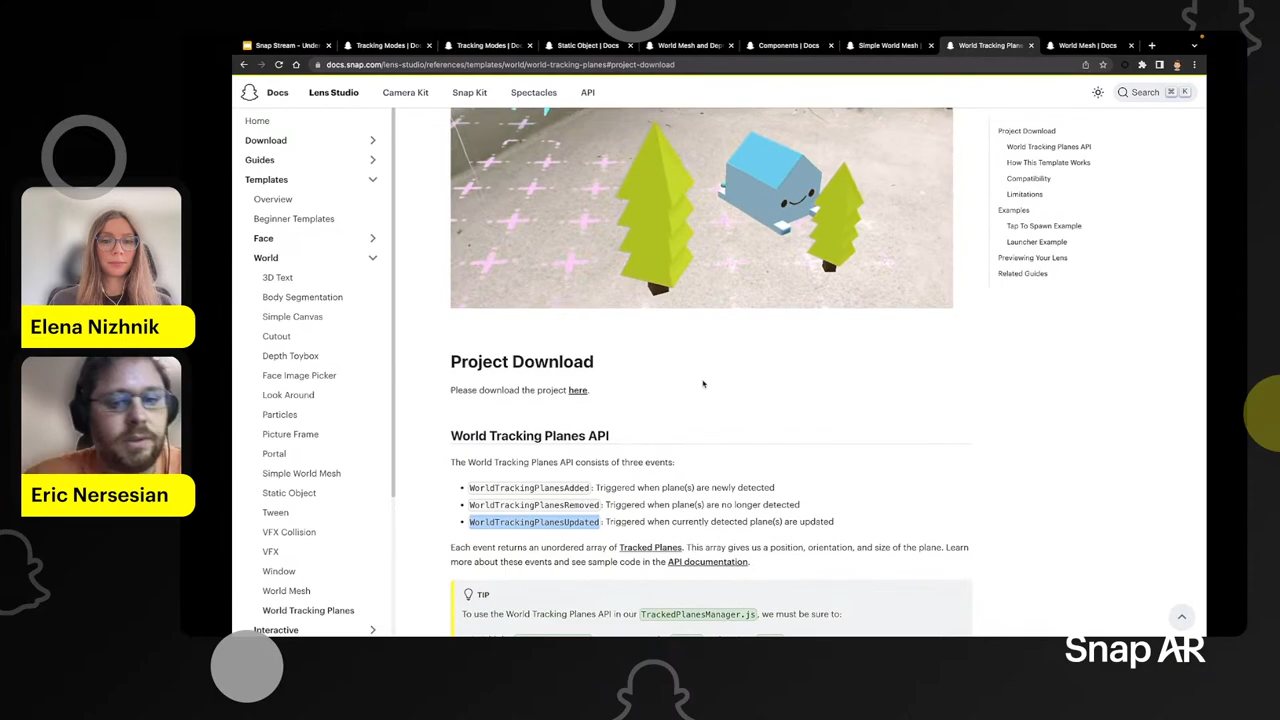 Snap Stream - Unde
Tracking Modes | Doc
Tracking Modes | Doc
Static Object | Docs
World Mesh and Dep
Components | Docs
Simple World Mesh |
World Tracking Plane
World Mesh | Docs
docs.snap.com/lens-studio/references/templates/world/world-tracking-planes#project-download
Docs
Lens Studio
Camera Kit
Snap Kit
Spectacles
API
Search
⌘ K
Home
Download
Guides
Templates
Overview
Beginner Templates
Face
World
3D Text
Body Segmentation
Simple Canvas
Cutout
Depth Toybox
Face Image Picker
Look Around
Particles
Picture Frame
Portal
Simple World Mesh
Static Object
Tween
VFX Collision
VFX
Window
World Mesh
World Tracking Planes
Interactive
Project Download
Please download the project here.
World Tracking Planes API
The World Tracking Planes API consists of three events:
• WorldTrackingPlanesAdded: Triggered when plane(s) are newly detected
• WorldTrackingPlanesRemoved: Triggered when plane(s) are no longer detected
• WorldTrackingPlanesUpdated: Triggered when currently detected plane(s) are updated
Each event returns an unordered array of Tracked Planes. This array gives us a position, orientation, and size of the plane. Learn
more about these events and see sample code in the API documentation.
TIP
To use the World Tracking Planes API in our TrackedPlanesManager.js, we must be sure to:
Project Download
World Tracking Planes API
How This Template Works
Compatibility
Limitations
Examples
Tap To Spawn Example
Launcher Example
Previewing Your Lens
Related Guides
Elena Nizhnik
Eric Nersesian
Snap AR